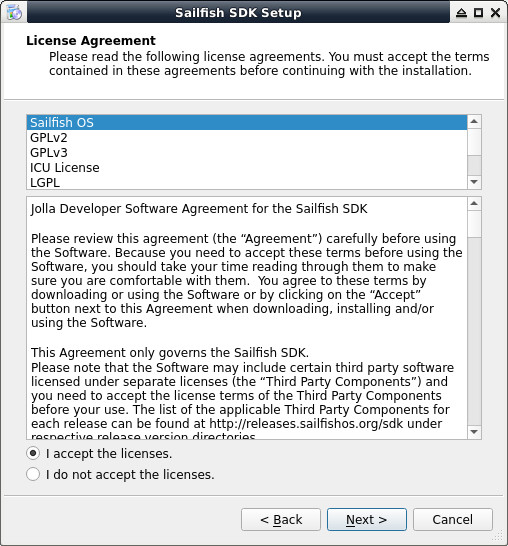 Sailfish SDK Setup
License Agreement
Please read the following license agreements. You must accept the terms
contained in these agreements before continuing with the installation.
Sailfish OS
GPLv2
GPLv3
ICU License
LGPL
Jolla Developer Software Agreement for the Sailfish SDK
Please review this agreement (the “Agreement”) carefully before using
the Software. Because you need to accept these terms before using the
Software, you should take your time reading through them to make
sure you are comfortable with them.  You agree to these terms by
downloading or using the Software or by clicking on the “Accept”
button next to this Agreement when downloading, installing and/or
using the Software.
This Agreement only governs the Sailfish SDK.
Please note that the Software may include certain third party software
licensed under separate licenses (the “Third Party Components”) and
you need to accept the license terms of the Third Party Components
before your use. The list of the applicable Third Party Components for
each release can be found at http://releases.sailfishos.org/sdk under
respective release version directories.
I accept the licenses.
I do not accept the licenses.
< Back
Next >
Cancel